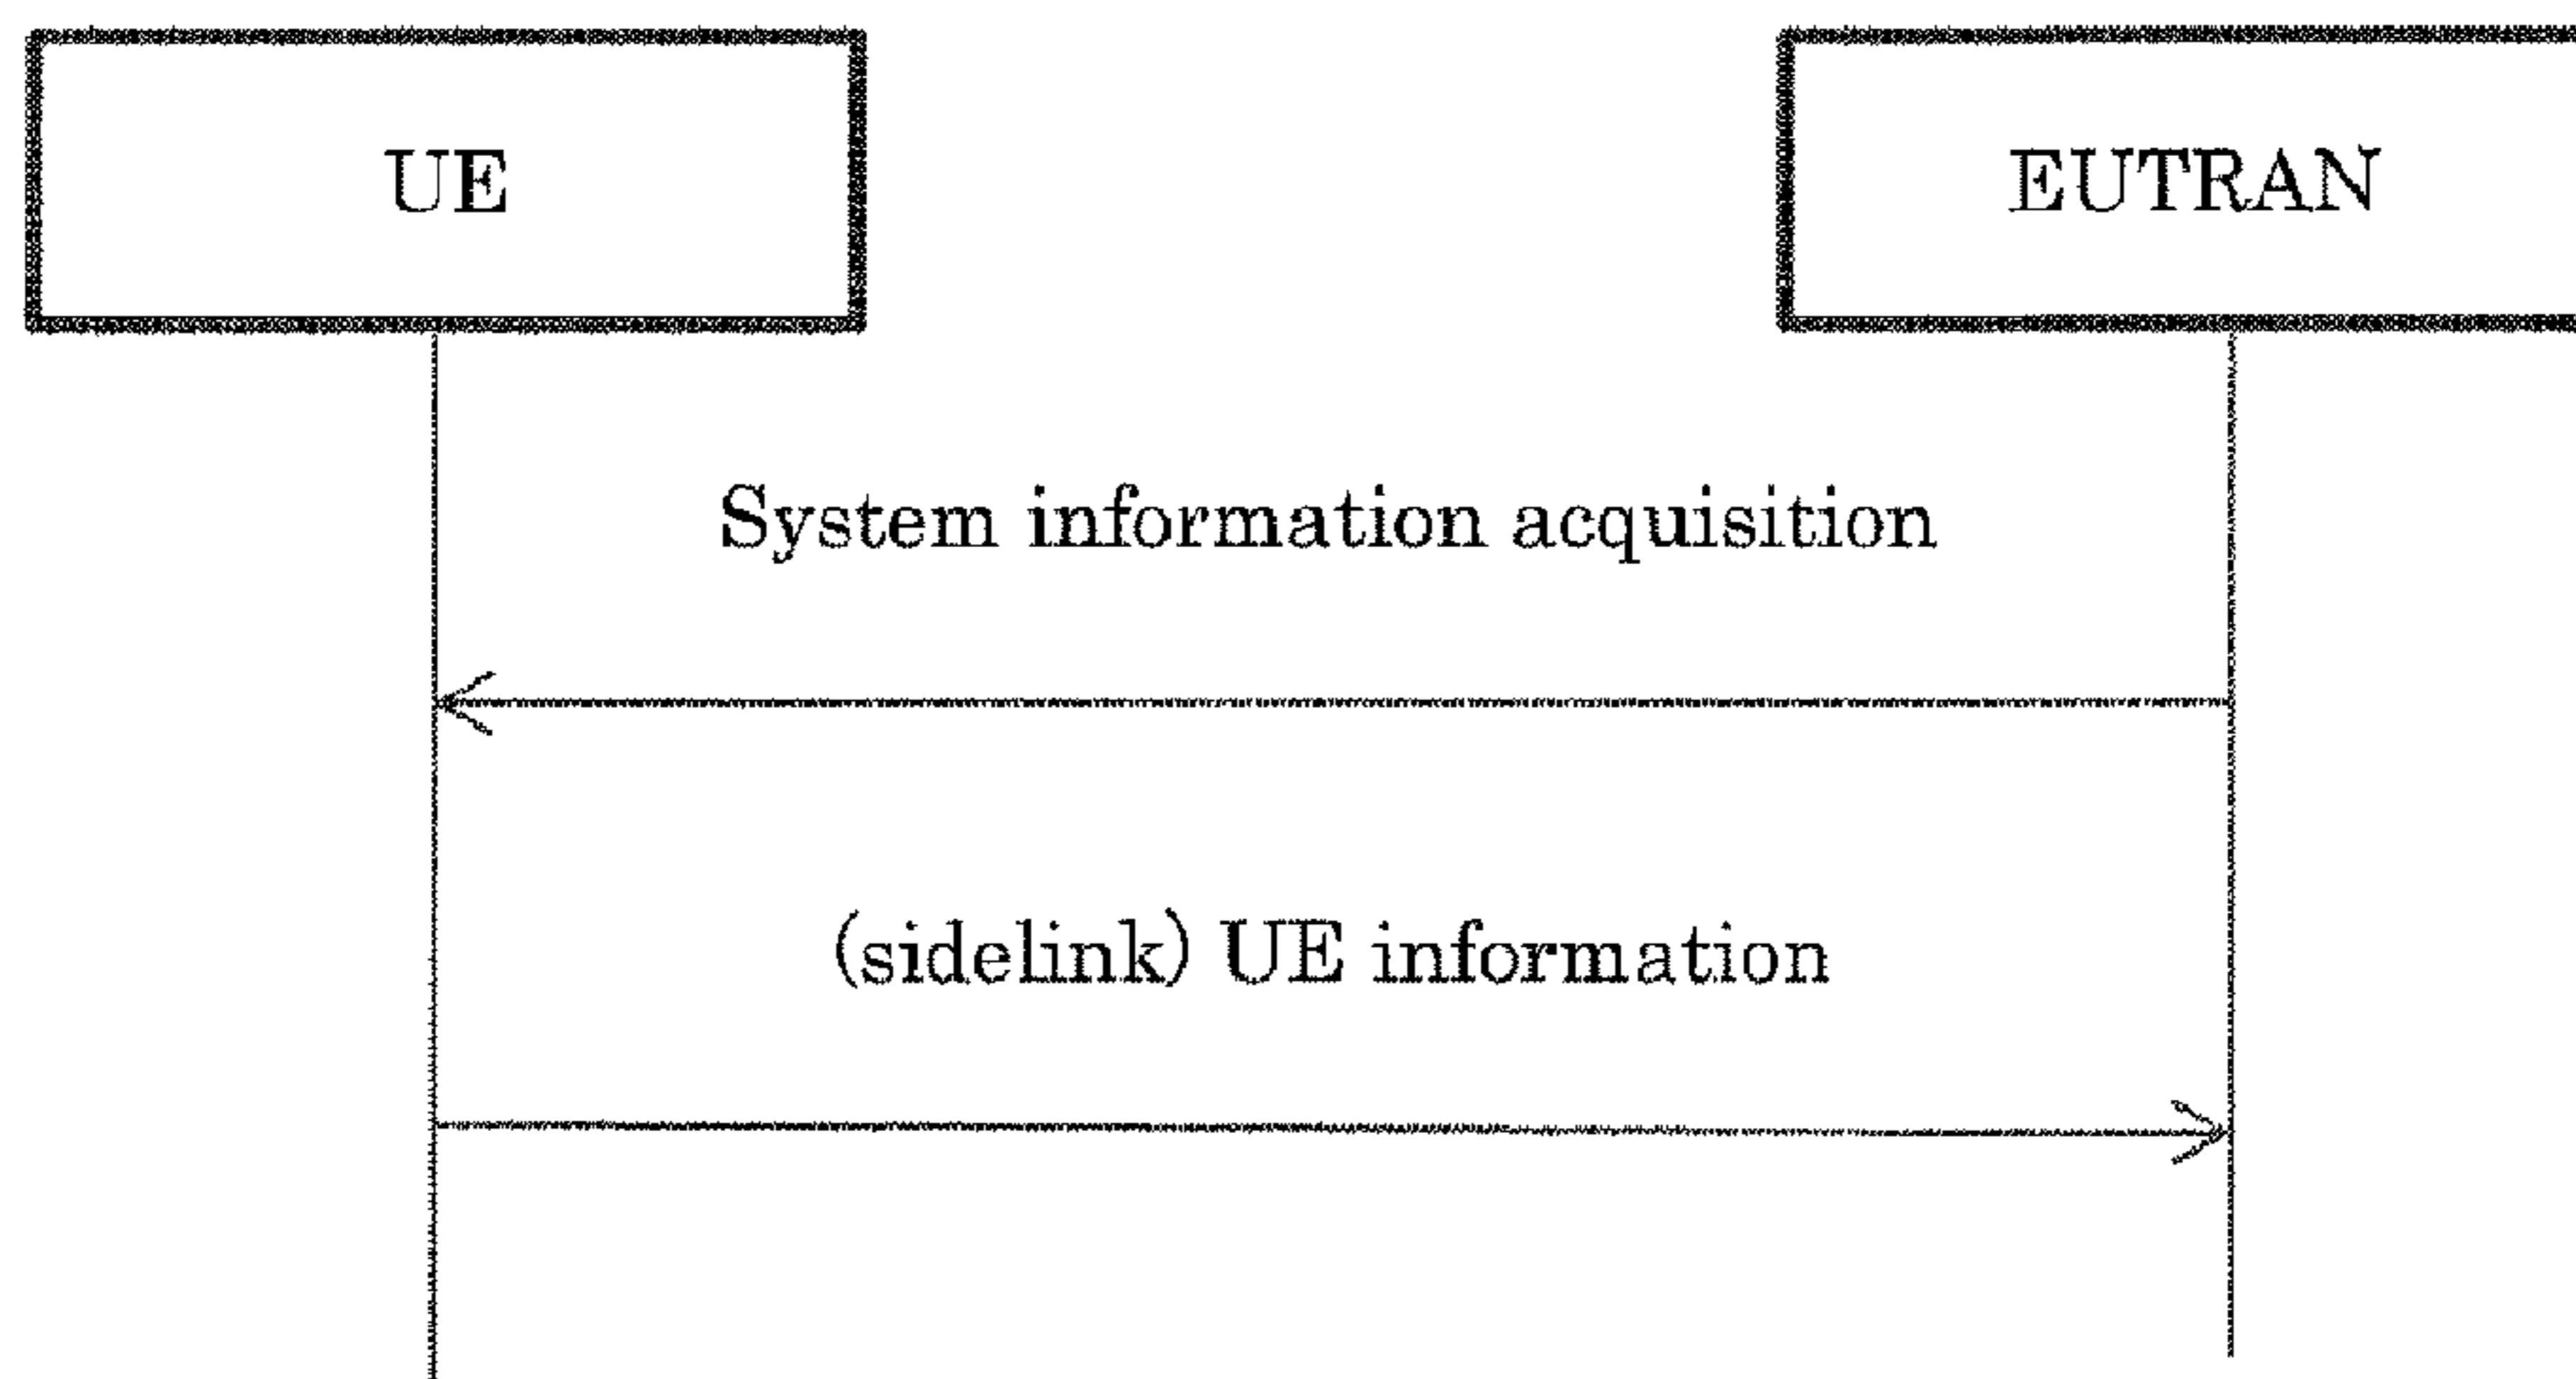 UE
EUTRAN
System information acquisition
(sidelink) UE information